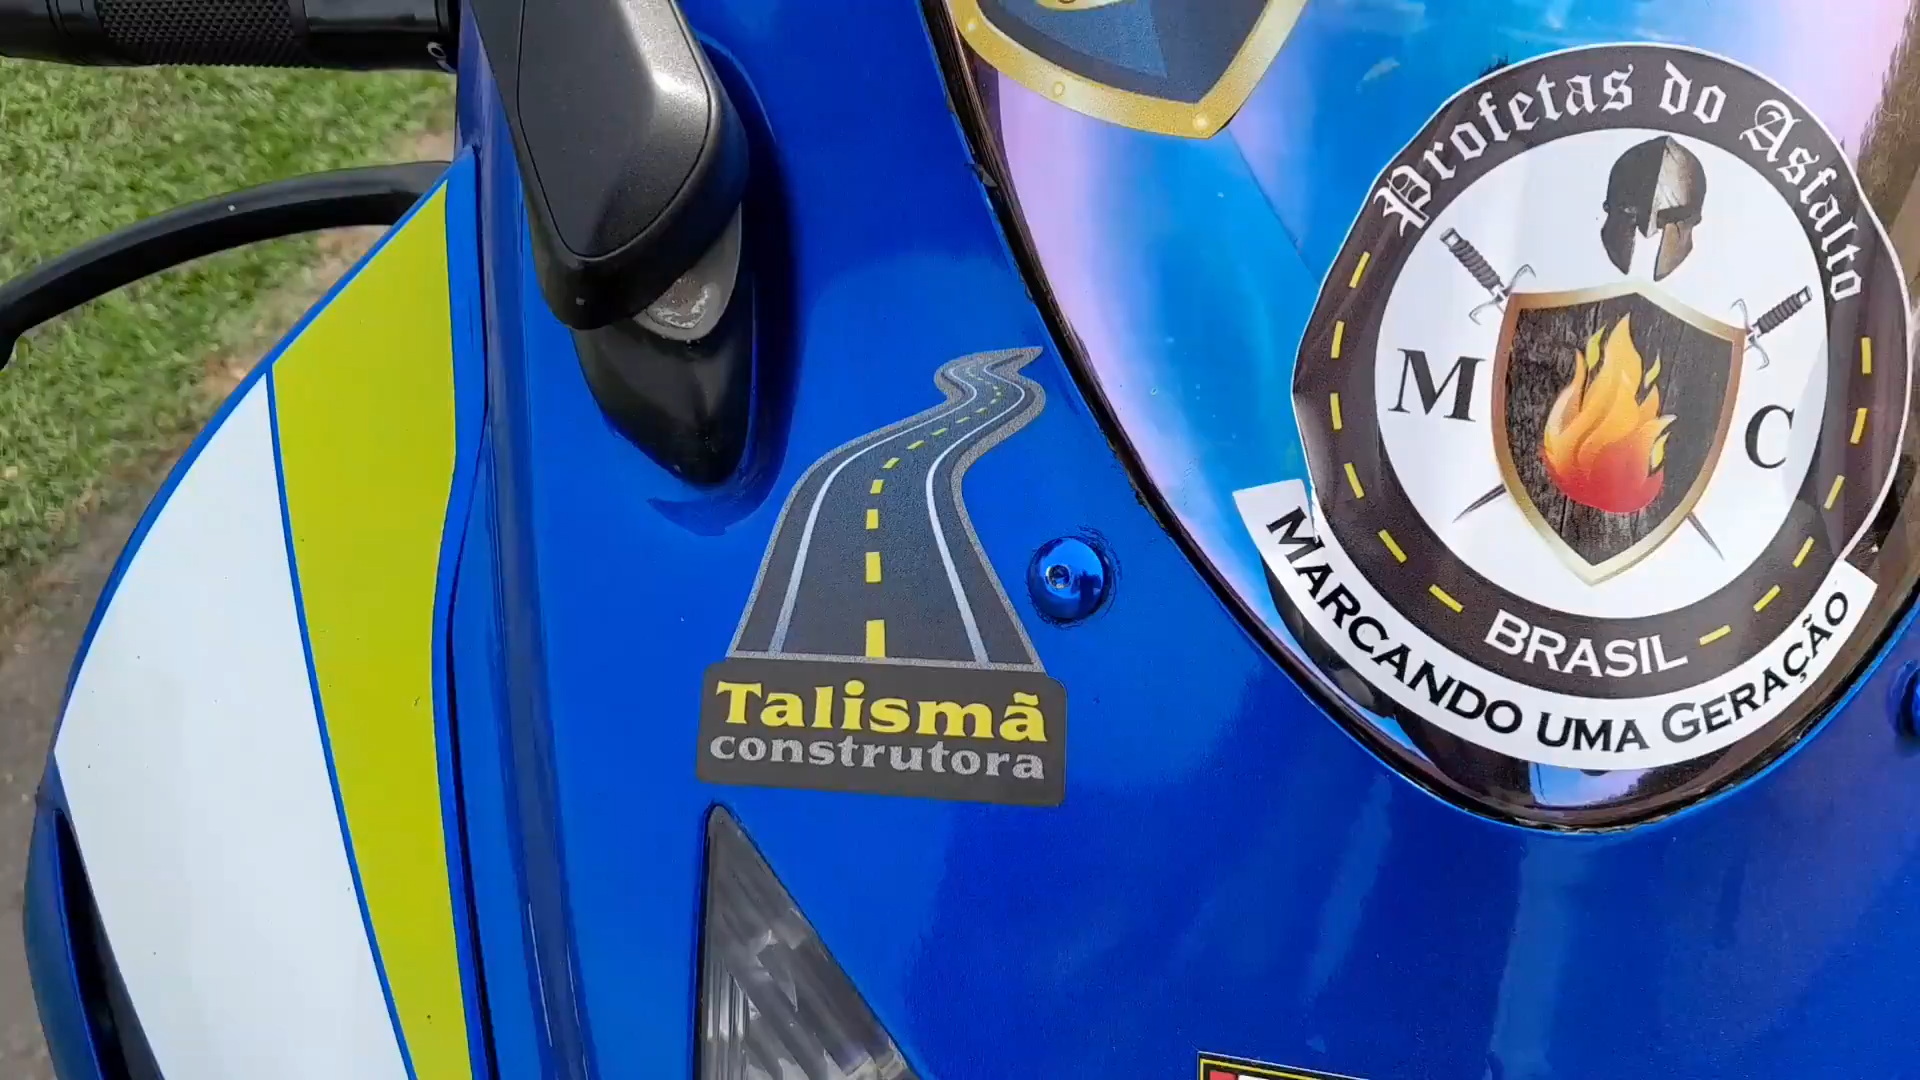 Profetas do Asfalto
M C
BRASIL
MARCANDO UMA GERAÇÃO
Talismã
construtora